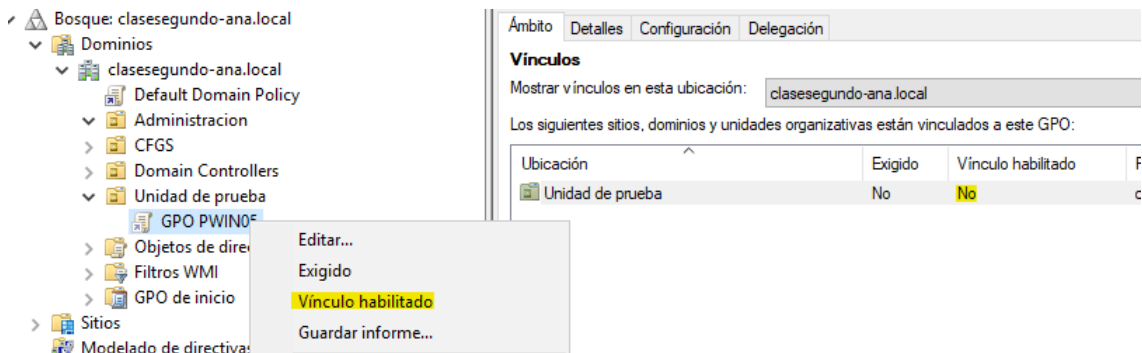 Bosque: clasesegundo-ana.local
Dominios
clasesegundo-ana.local
Default Domain Policy
Administracion
CFGS
Domain Controllers
Unidad de prueba
GPO PWIN05
Objetos de direc
Filtros WMI
GPO de inicio
Sitios
Modelado de directivas
Editar...
Exigido
Vínculo habilitado
Guardar informe...
Ámbito Detalles Configuración Delegación
Vínculos
Mostrar vínculos en esta ubicación: clasesegundo-ana.local
Los siguientes sitios, dominios y unidades organizativas están vinculados a este GPO:
Ubicación Exigido Vínculo habilitado
Unidad de prueba No No